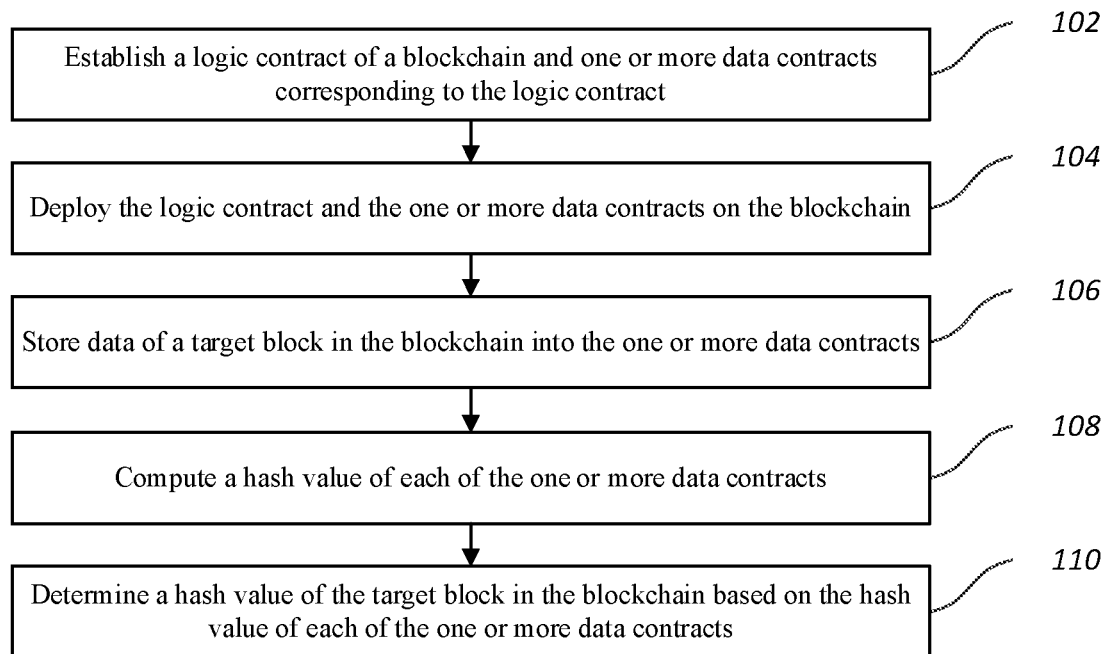 102
Establish a logic contract of a blockchain and one or more data contracts
corresponding to the logic contract
104
Deploy the logic contract and the one or more data contracts on the blockchain
106
Store data of a target block in the blockchain into the one or more data contracts
108
Compute a hash value of each of the one or more data contracts
110
Determine a hash value of the target block in the blockchain based on the hash
value of each of the one or more data contracts